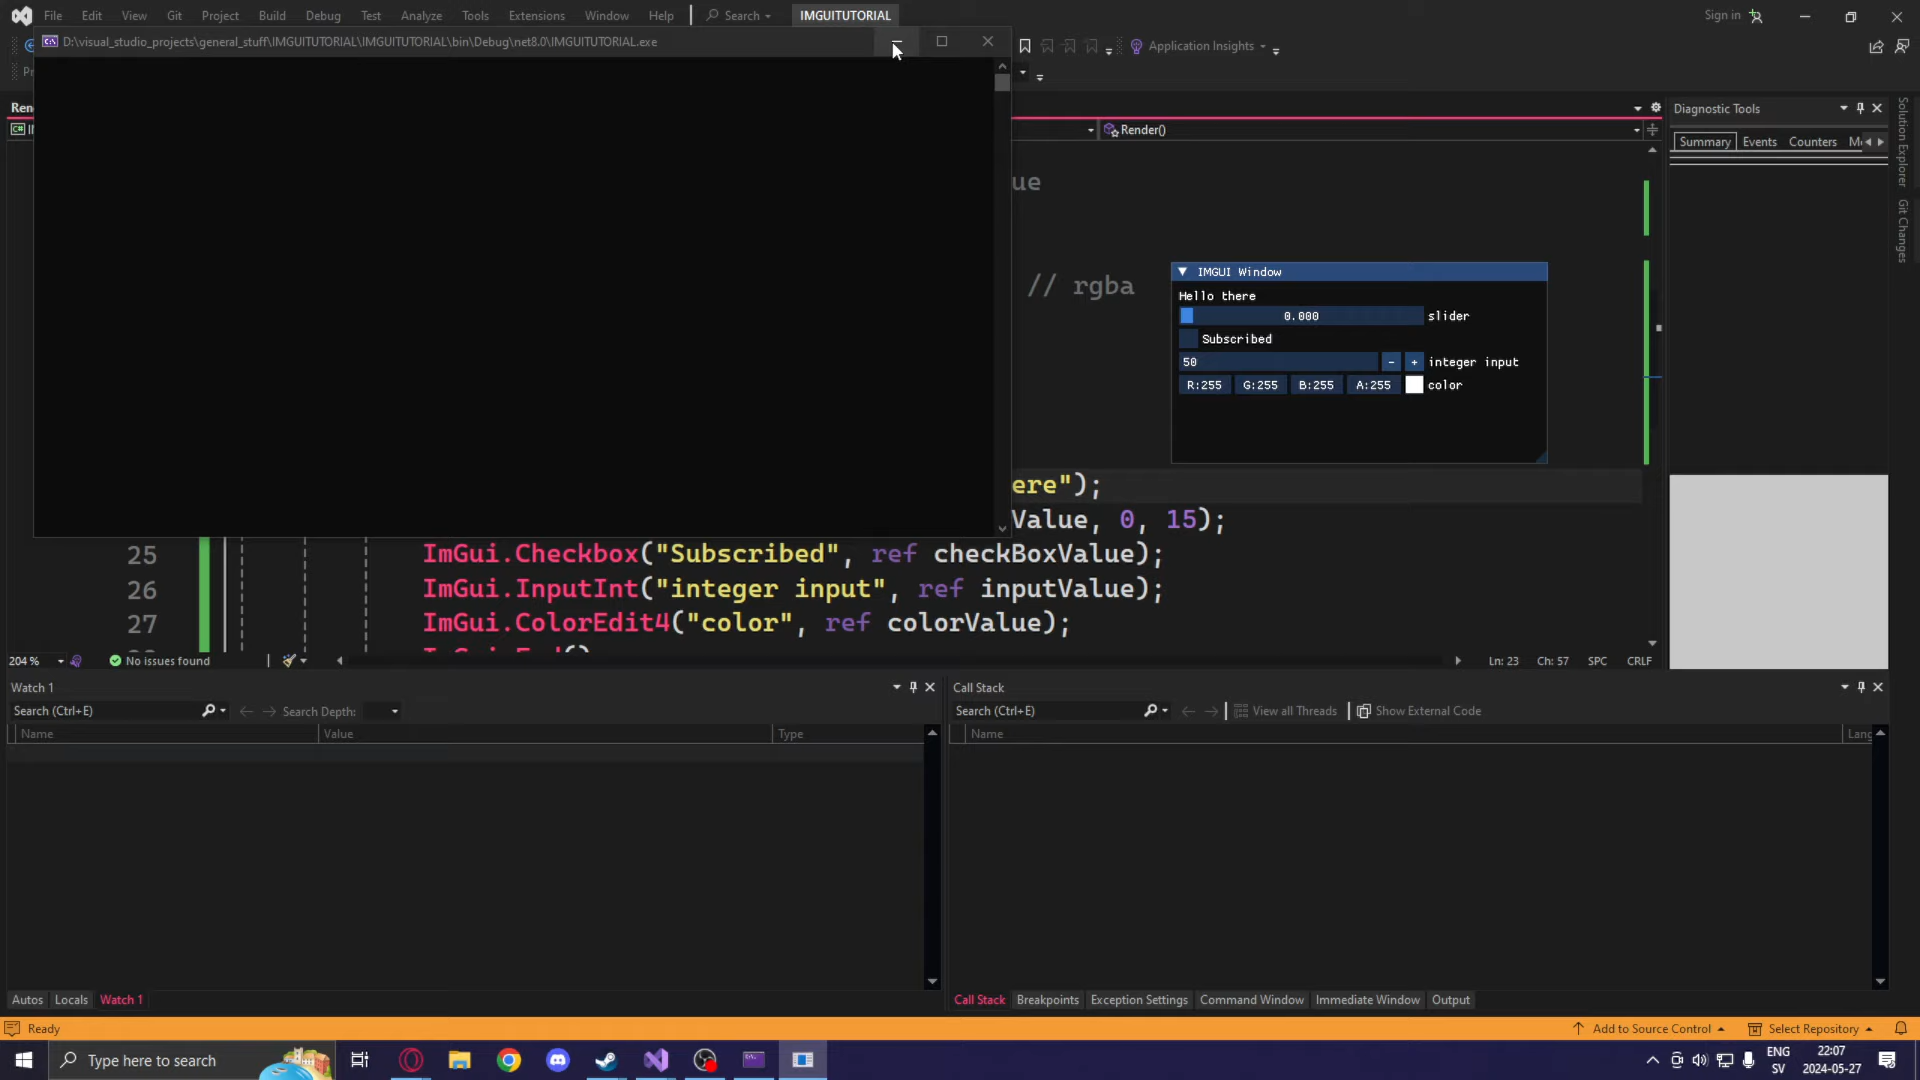 File Edit View Git Project Build Debug Test Analyze Tools Extensions Window Help Search IMGUITUTORIAL Sign in
D:\visual_studio_projects\general_stuff\IMGUITUTORIAL\IMGUITUTORIAL\bin\Debug\net8.0\IMGUITUTORIAL.exe
Application Insights
Diagnostic Tools
Render()
Summary Events Counters
Solution Explorer
Git Changes
ue
// rgba
IMGUI Window
Hello there
0.000 slider
Subscribed
50 - + integer input
R:255 G:255 B:255 A:255 color
ere");
Value, 0, 15);
25 ImGui.Checkbox("Subscribed", ref checkBoxValue);
26 ImGui.InputInt("integer input", ref inputValue);
27 ImGui.ColorEdit4("color", ref colorValue);
204 % No issues found Ln: 23 Ch: 57 SPC CRLF
Watch 1
Search (Ctrl+E) Search Depth:
Name Value Type
Call Stack
Search (Ctrl+E) View all Threads Show External Code
Name Lang
Autos Locals Watch 1
Call Stack Breakpoints Exception Settings Command Window Immediate Window Output
Ready Add to Source Control Select Repository
Type here to search
ENG
SV
22:07
2024-05-27